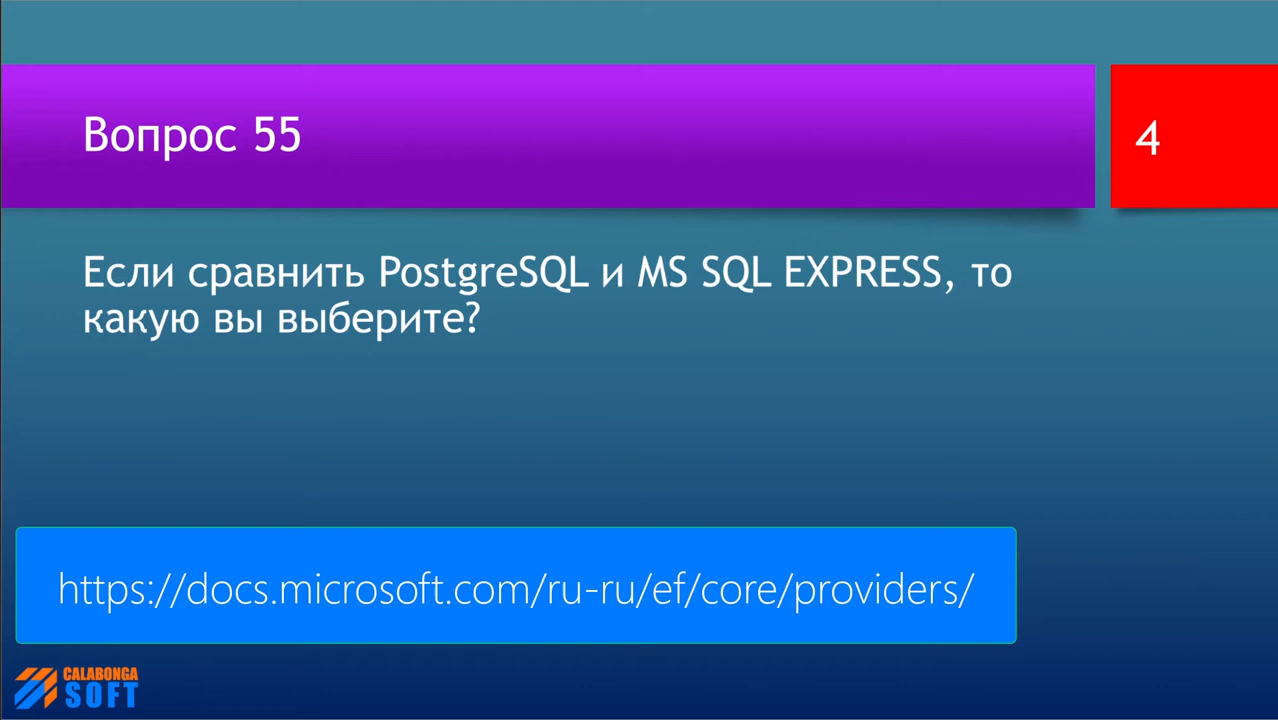 Вопрос 55
4
Если сравнить PostgreSQL и MS SQL EXPRESS, то
какую вы выберите?
https://docs.microsoft.com/ru-ru/ef/core/providers/
CALABONGA
SOFT